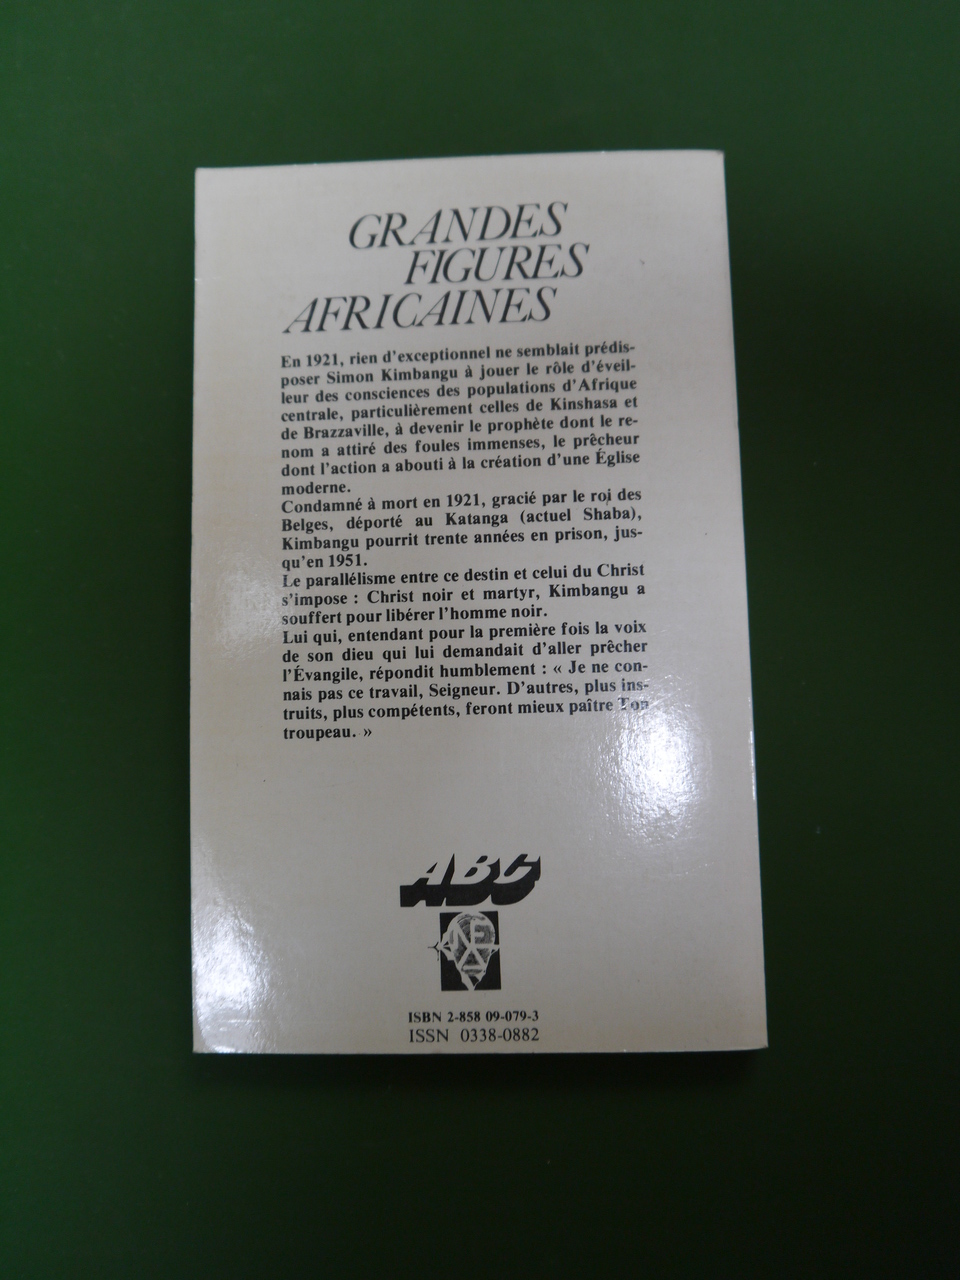 GRANDES
FIGURES
AFRICAINES
En 1921, rien d'exceptionnel ne semblait prédis-
poser Simon Kimbangu à jouer le rôle d'éveil-
leur des consciences des populations d'Afrique
centrale, particulièrement celles de Kinshasa et
de Brazzaville, à devenir le prophète dont le re-
nom a attiré des foules immenses, le prêcheur
dont l'action a abouti à la création d'une Église
moderne.
Condamné à mort en 1921, gracié par le roi des
Belges, déporté au Katanga (actuel Shaba),
Kimbangu pourrit trente années en prison, jus-
qu'en 1951.
Le parallélisme entre ce destin et celui du Christ
s'impose : Christ noir et martyr, Kimbangu a
souffert pour libérer l'homme noir.
Lui qui, entendant pour la première fois la voix
de son dieu qui lui demandait d'aller prêcher
l'Évangile, répondit humblement : « Je ne con-
nais pas ce travail, Seigneur. D'autres, plus ins-
truits, plus compétents, feront mieux paître Ton
troupeau. »
ABC
NEA
ISBN 2-858 09-079-3
ISSN 0338-0882